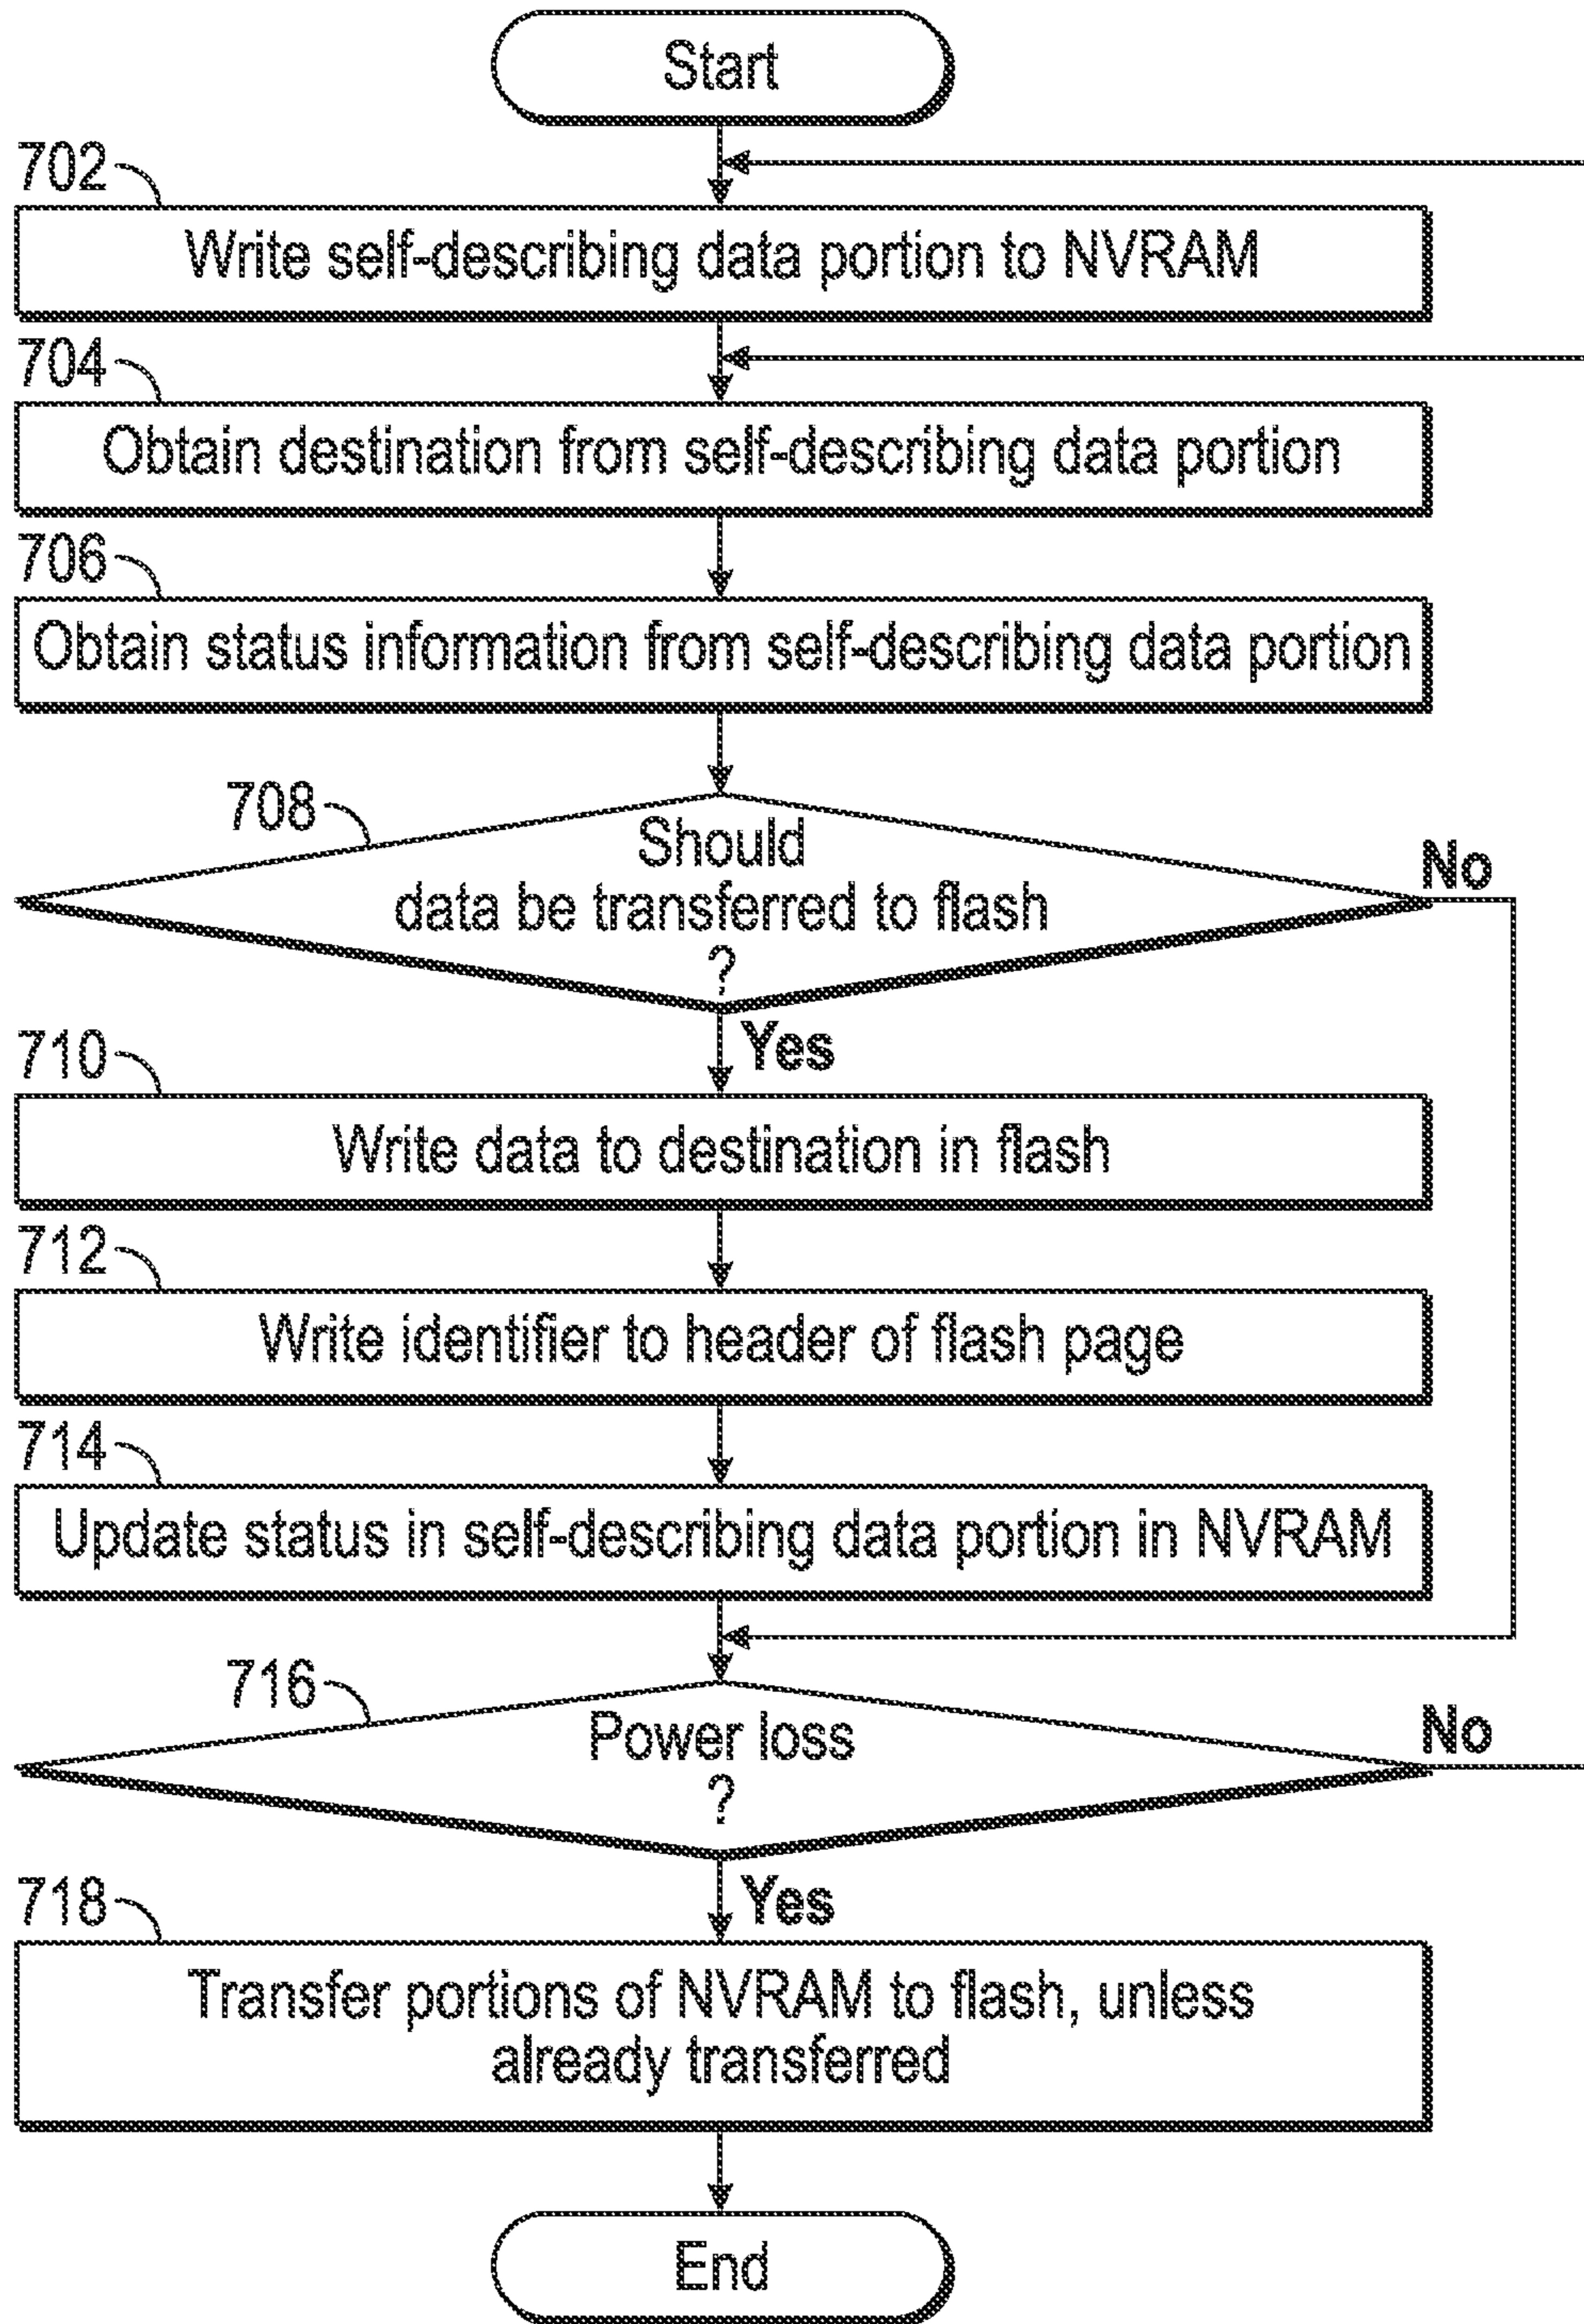 Start
702
Write self-describing data portion to NVRAM
704
Obtain destination from self-describing data portion
706
Obtain status information from self-describing data portion
708
Should
data be transferred to flash
?
No
Yes
710
Write data to destination in flash
712
Write identifier to header of flash page
714
Update status in self-describing data portion in NVRAM
716
Power loss
?
No
Yes
718
Transfer portions of NVRAM to flash, unless
already transferred
End